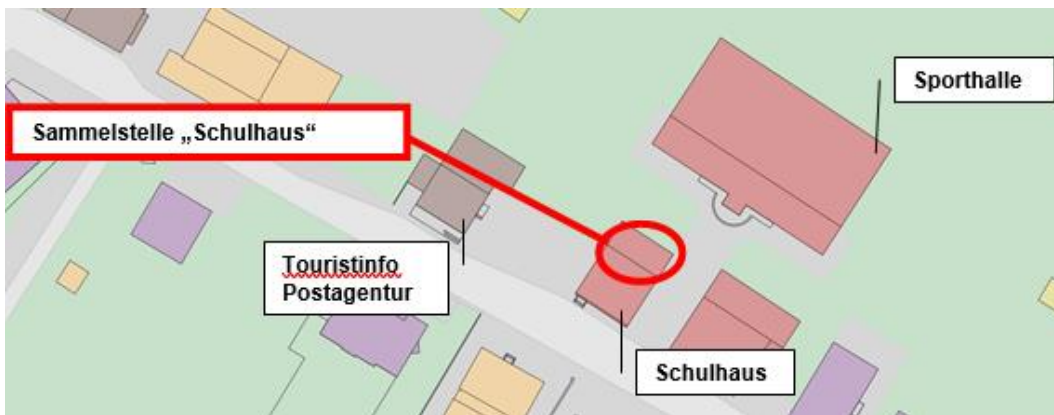 Sporthalle
Sammelstelle „Schulhaus“
Touristinfo
Postagentur
Schulhaus